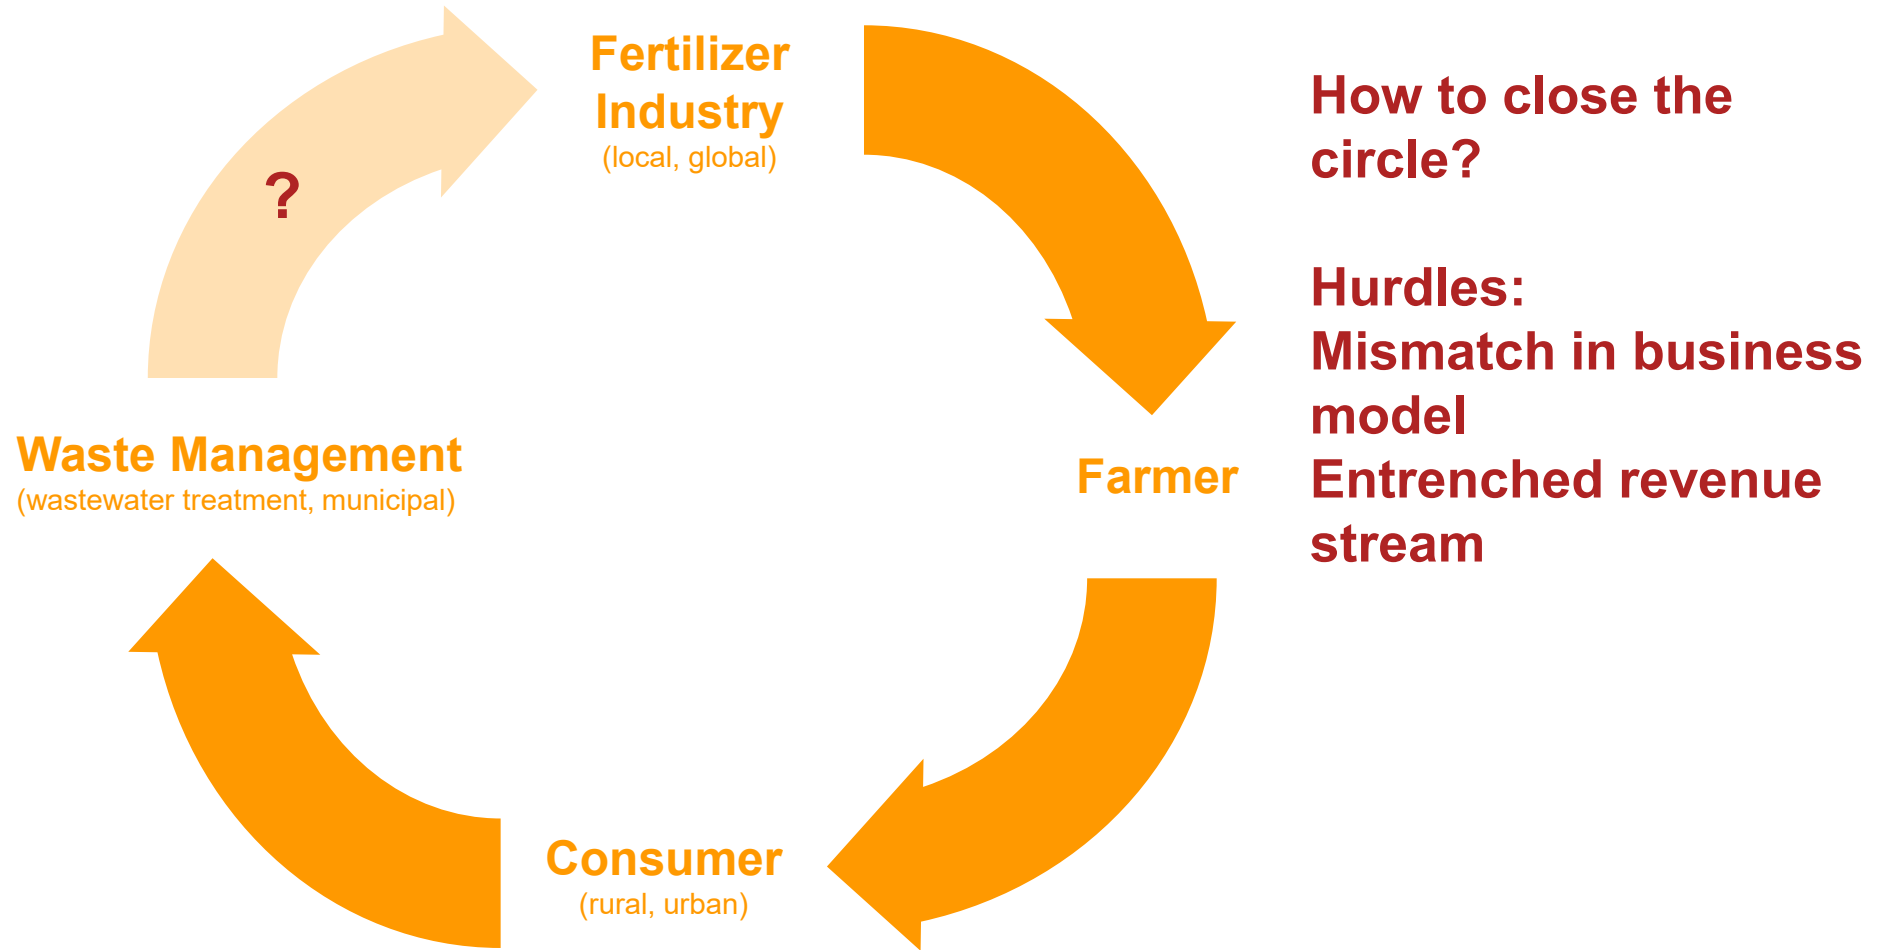 Fertilizer
Industry
(local, global)
?
Waste Management
(wastewater treatment, municipal)
Farmer
Consumer
(rural, urban)
How to close the
circle?
Hurdles:
Mismatch in business
model
Entrenched revenue
stream